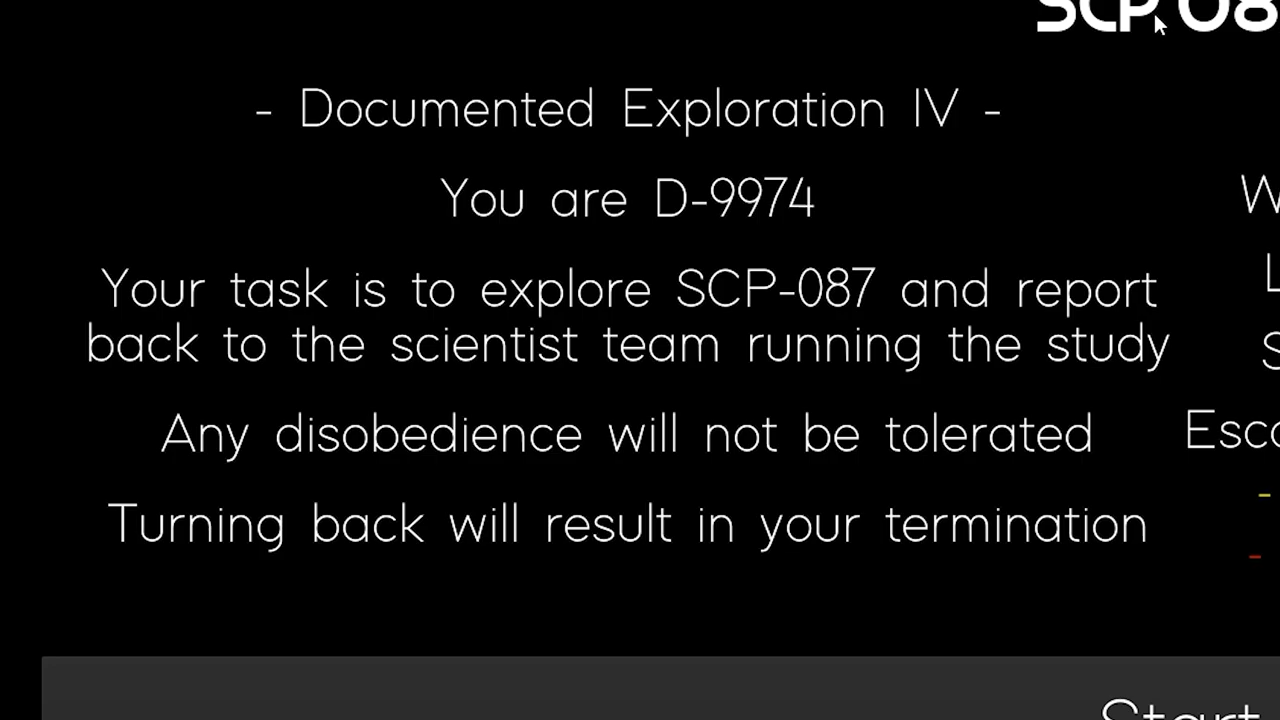 - Documented Exploration IV -
You are D-9974
Your task is to explore SCP-087 and report
back to the scientist team running the study
Any disobedience will not be tolerated
Turning back will result in your termination
Start